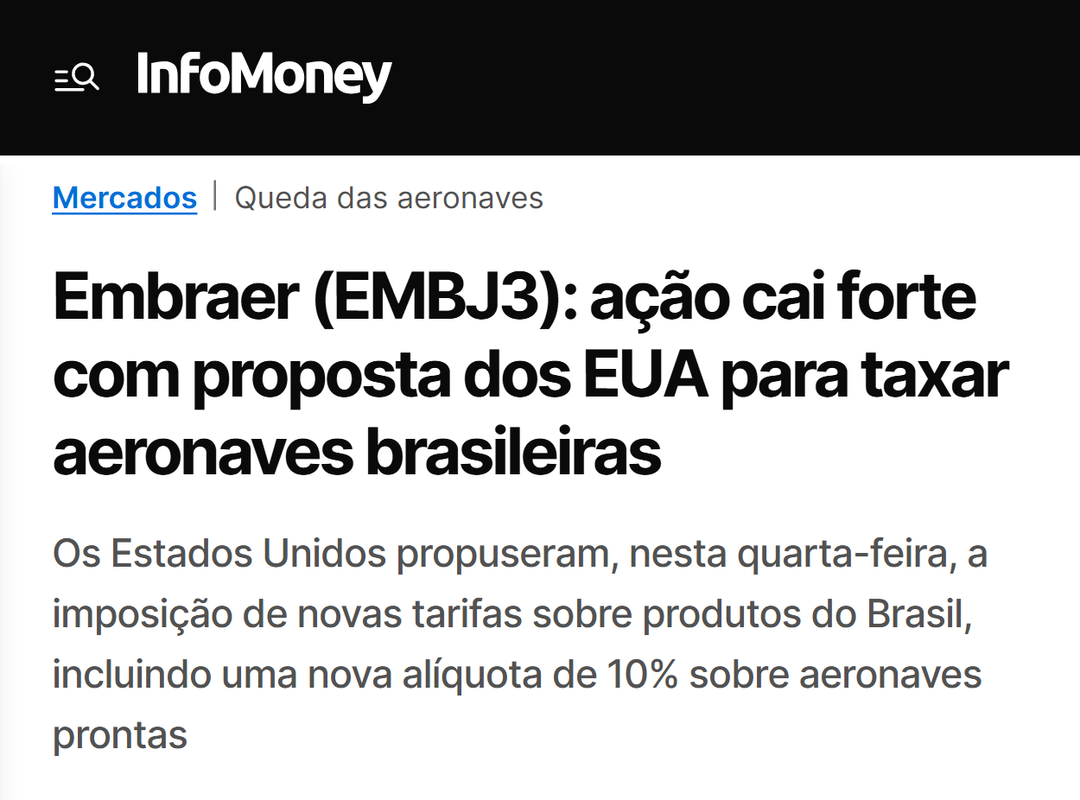 InfoMoney
Mercados | Queda das aeronaves
Embraer (EMBJ3): ação cai forte
com proposta dos EUA para taxar
aeronaves brasileiras
Os Estados Unidos propuseram, nesta quarta-feira, a
imposição de novas tarifas sobre produtos do Brasil,
incluindo uma nova alíquota de 10% sobre aeronaves
prontas